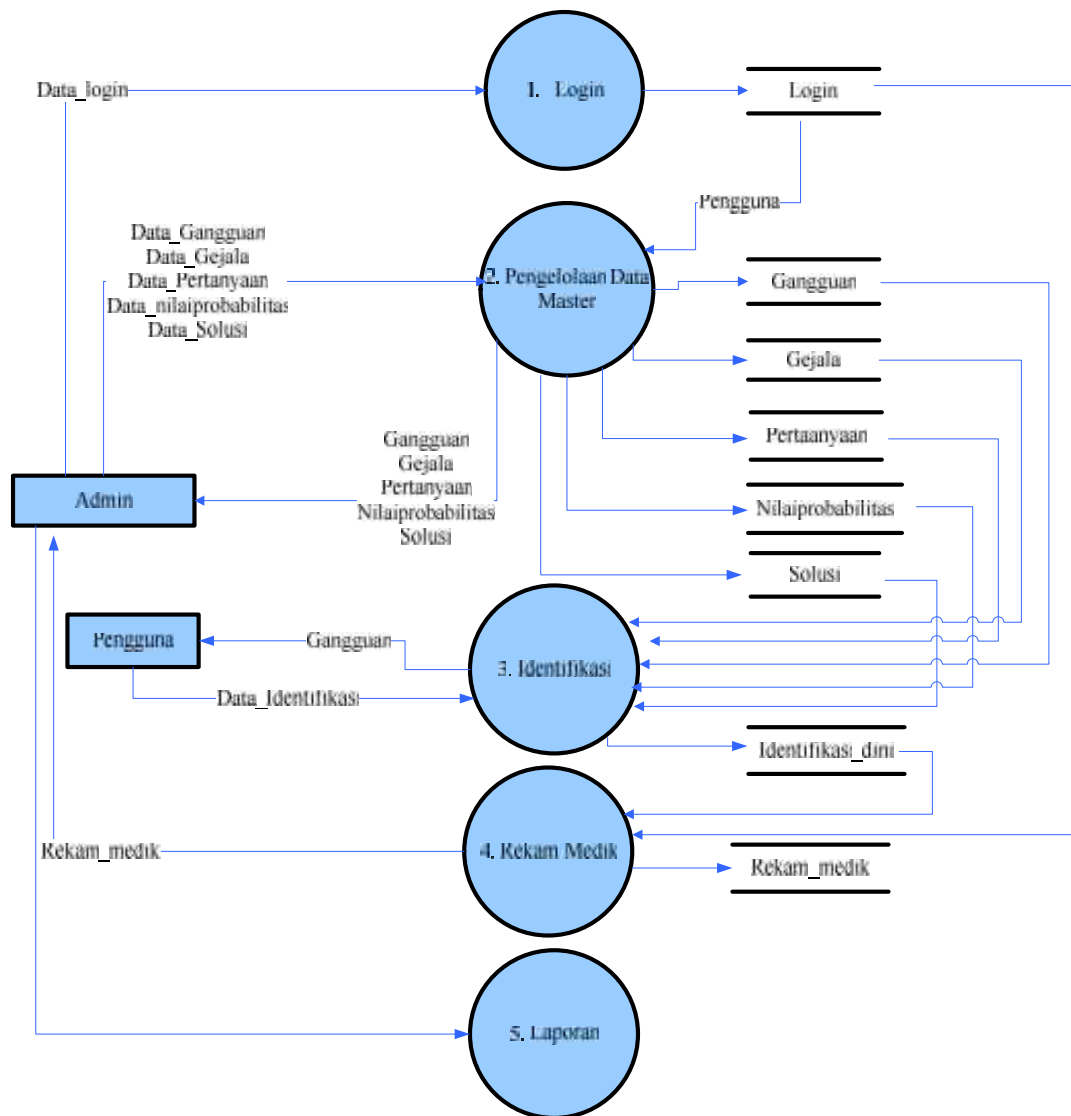 Data_login
1. Login
Login
Pengguna
Data_Gangguan
Data_Gejala
Data_Pertanyaan
Data_nilaiprobabilitas
Data_Solusi
2. Pengelolaan Data
Master
Gangguan
Gejala
Pertaanyaan
Nilaiprobabilitas
Solusi
Gangguan
Gejala
Pertanyaan
Nilaiprobabilitas
Solusi
Admin
Pengguna
Gangguan
Data_Identifikasi
3. Identifikasi
Identifikasi_dini
Rekam_medik
4. Rekam Medik
Rekam_medik
5. Laporan